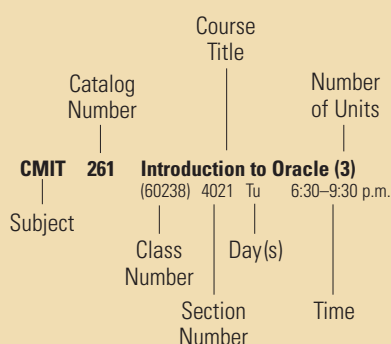 Course
Title
Catalog
Number
Number
of Units
CMIT 261 Introduction to Oracle (3)
(60238) 4021 Tu 6:30–9:30 p.m.
Subject
Class
Number
Day(s)
Section
Number
Time